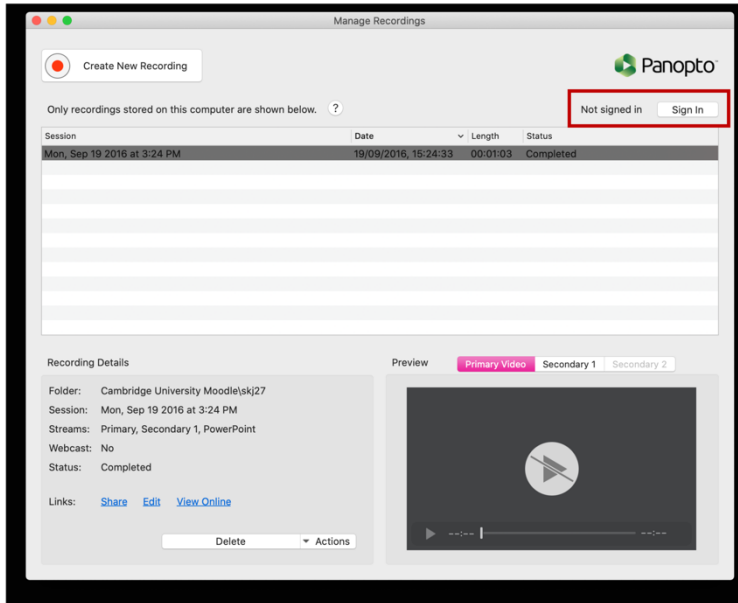 Manage Recordings
Create New Recording
Panopto
Only recordings stored on this computer are shown below. ?
Not signed in Sign In
Session Date Length Status
Mon, Sep 19 2016 at 3:24 PM 19/09/2016, 15:24:33 00:01:03 Completed
Recording Details
Preview Primary Video Secondary 1 Secondary 2
Folder: Cambridge University Moodle\skj27
Session: Mon, Sep 19 2016 at 3:24 PM
Streams: Primary, Secondary 1, PowerPoint
Webcast: No
Status: Completed
Links: Share Edit View Online
Delete Actions
--:-- --:--